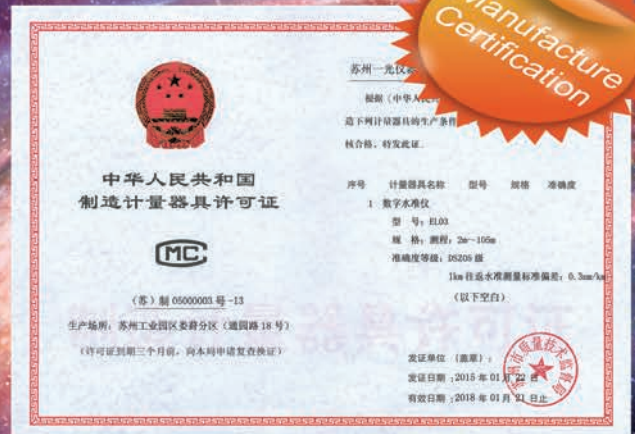 Manufacture
Certification
中华人民共和国
制造计量器具许可证
CMC
(苏)制 05000003 号-13
生产场所：苏州工业园区娄葑分区（通园路 18 号）
（许可证到期三个月前，向本局申请复查换证）
苏州一光仪器
根据《中华人民
造下列计量器具的生产条件
核合格，特发此证。
序号 计量器具名称 型号 规格 准确度
1 数字水准仪
型 号：EL03
规 格：测程：2m～105m
准确度等级：DSZ05 级
1km 往返水准测量标准偏差：0.3mm/km
（以下空白）
发证单位 （盖章）：
发证日期：2015 年 01 月 22 日
有效日期：2018 年 01 月 21 日止